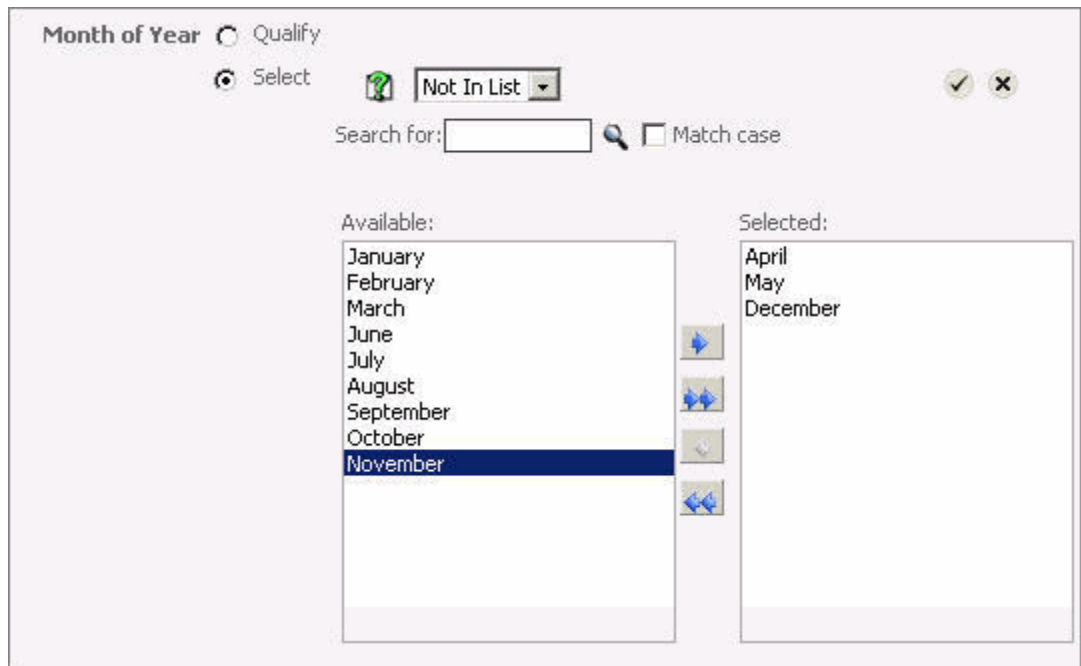 Month of Year Qualify
Select Not In List
Search for: Match case
Available: Selected:
January April
February May
March December
June
July
August
September
October
November